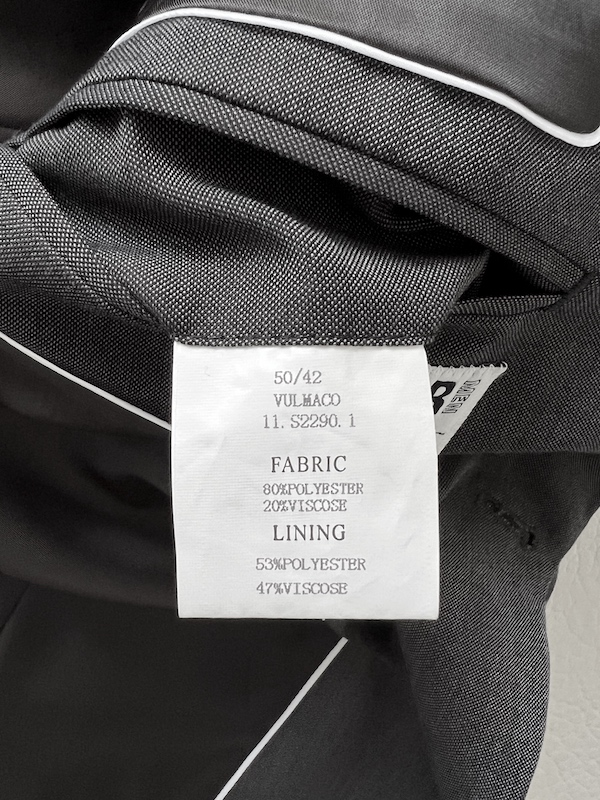 50/42
VULMACO
11. S2290. 1
FABRIC
80%POLYESTER
20%VISCOSE
LINING
53%POLYESTER
47%VISCOSE